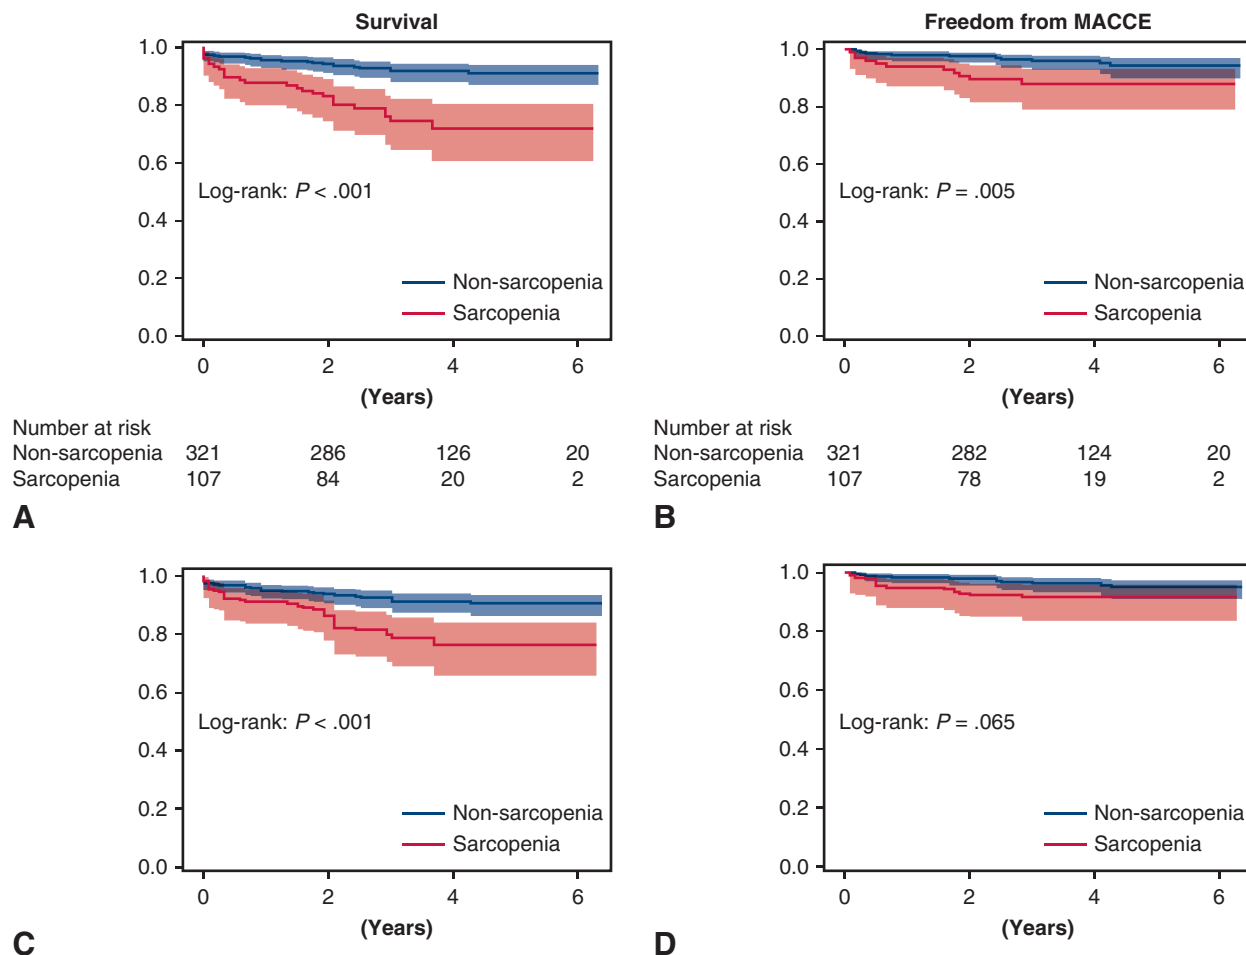 Survival
1.0
0.8
0.6
0.4
0.2
0.0
Log-rank: P < .001
Non-sarcopenia
Sarcopenia
0 2 4 6
(Years)
Number at risk
Non-sarcopenia 321 286 126 20
Sarcopenia 107 84 20 2
A
Freedom from MACCE
1.0
0.8
0.6
0.4
0.2
0.0
Log-rank: P = .005
Non-sarcopenia
Sarcopenia
0 2 4 6
(Years)
Number at risk
Non-sarcopenia 321 282 124 20
Sarcopenia 107 78 19 2
B
1.0
0.8
0.6
0.4
0.2
0.0
Log-rank: P < .001
Non-sarcopenia
Sarcopenia
0 2 4 6
(Years)
C
1.0
0.8
0.6
0.4
0.2
0.0
Log-rank: P = .065
Non-sarcopenia
Sarcopenia
0 2 4 6
(Years)
D